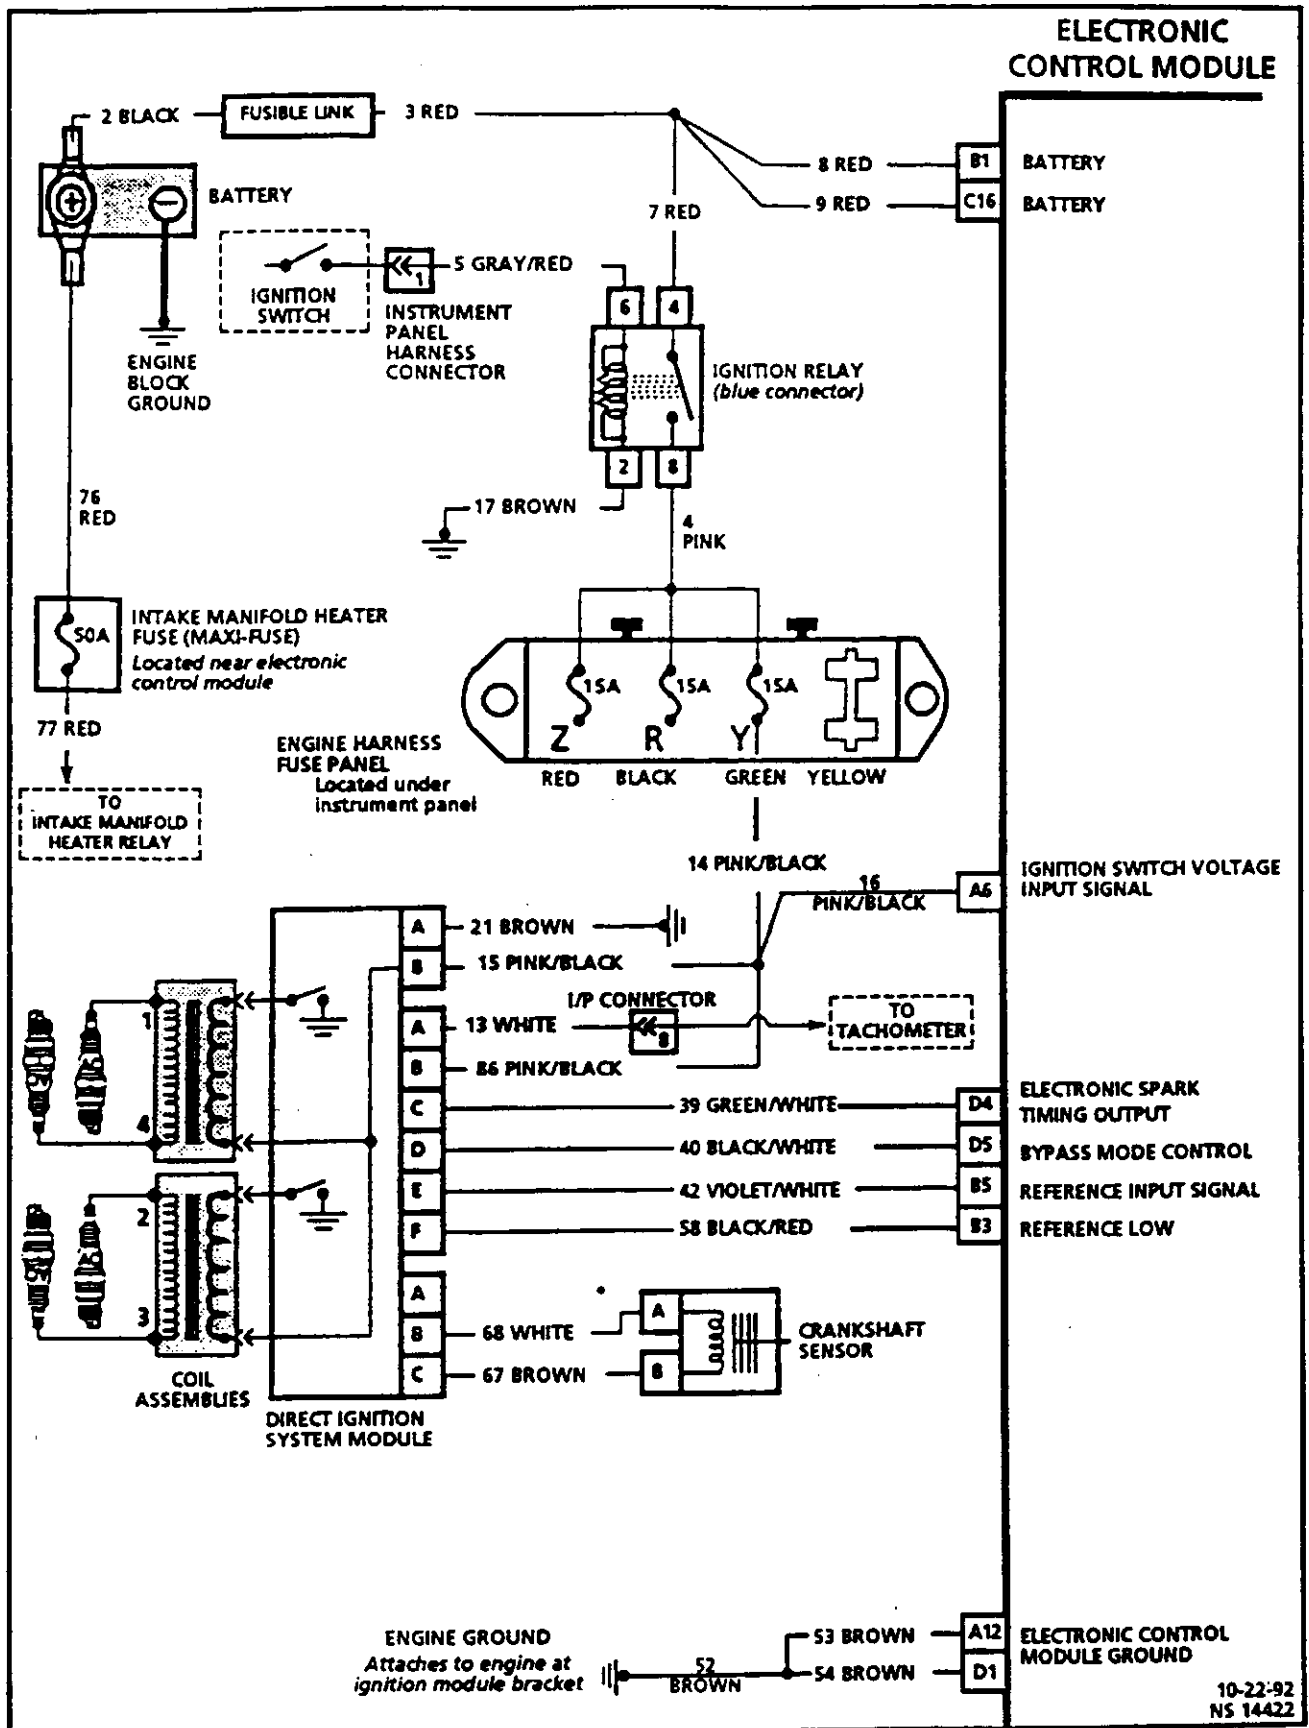 ELECTRONIC
CONTROL MODULE
2 BLACK
FUSIBLE LINK
3 RED
8 RED
B1
BATTERY
9 RED
C16
BATTERY
+
−
BATTERY
7 RED
IGNITION
SWITCH
1
5 GRAY/RED
INSTRUMENT
PANEL
HARNESS
CONNECTOR
6
4
ENGINE
BLOCK
GROUND
IGNITION RELAY
(blue connector)
2
8
17 BROWN
4
PINK
76
RED
50A
INTAKE MANIFOLD HEATER
FUSE (MAXI-FUSE)
Located near electronic
control module
77 RED
TO
INTAKE MANIFOLD
HEATER RELAY
15A
15A
15A
Z
R
Y
ENGINE HARNESS
FUSE PANEL
Located under
instrument panel
RED
BLACK
GREEN
YELLOW
14 PINK/BLACK
16
PINK/BLACK
A6
IGNITION SWITCH VOLTAGE
INPUT SIGNAL
A
21 BROWN
B
15 PINK/BLACK
I/P CONNECTOR
A
13 WHITE
8
TO
TACHOMETER
B
86 PINK/BLACK
C
39 GREEN/WHITE
D4
ELECTRONIC SPARK
TIMING OUTPUT
D
40 BLACK/WHITE
D5
BYPASS MODE CONTROL
E
42 VIOLET/WHITE
B5
REFERENCE INPUT SIGNAL
F
58 BLACK/RED
B3
REFERENCE LOW
1
4
2
3
A
B
68 WHITE
A
C
67 BROWN
B
CRANKSHAFT
SENSOR
COIL
ASSEMBLIES
DIRECT IGNITION
SYSTEM MODULE
ENGINE GROUND
Attaches to engine at
ignition module bracket
52
BROWN
53 BROWN
A12
54 BROWN
D1
ELECTRONIC CONTROL
MODULE GROUND
10-22-92
NS 14422